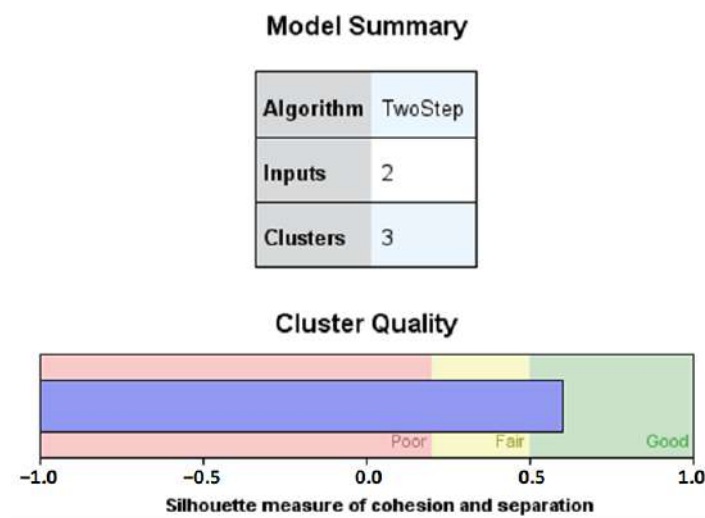 Model Summary
Algorithm TwoStep
Inputs 2
Clusters 3
Cluster Quality
Poor Fair Good
−1.0 −0.5 0.0 0.5 1.0
Silhouette measure of cohesion and separation